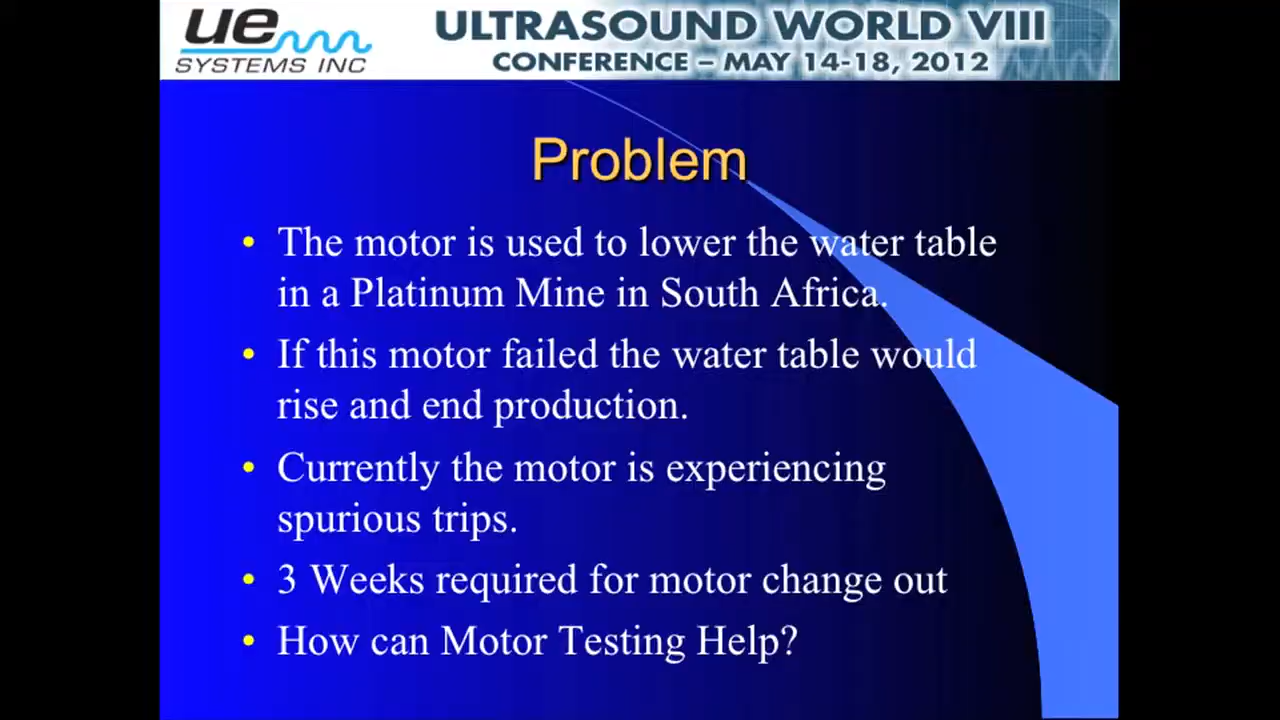 ue
SYSTEMS INC
ULTRASOUND WORLD VIII
CONFERENCE – MAY 14-18, 2012
Problem
• The motor is used to lower the water table
in a Platinum Mine in South Africa.
• If this motor failed the water table would
rise and end production.
• Currently the motor is experiencing
spurious trips.
• 3 Weeks required for motor change out
• How can Motor Testing Help?